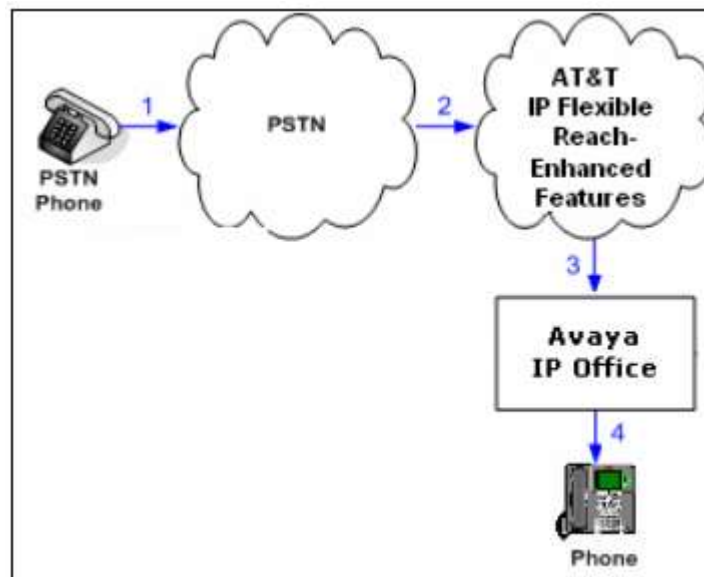 1
PSTN
Phone
PSTN
2
AT&T
IP Flexible
Reach-
Enhanced
Features
3
Avaya
IP Office
4
Phone